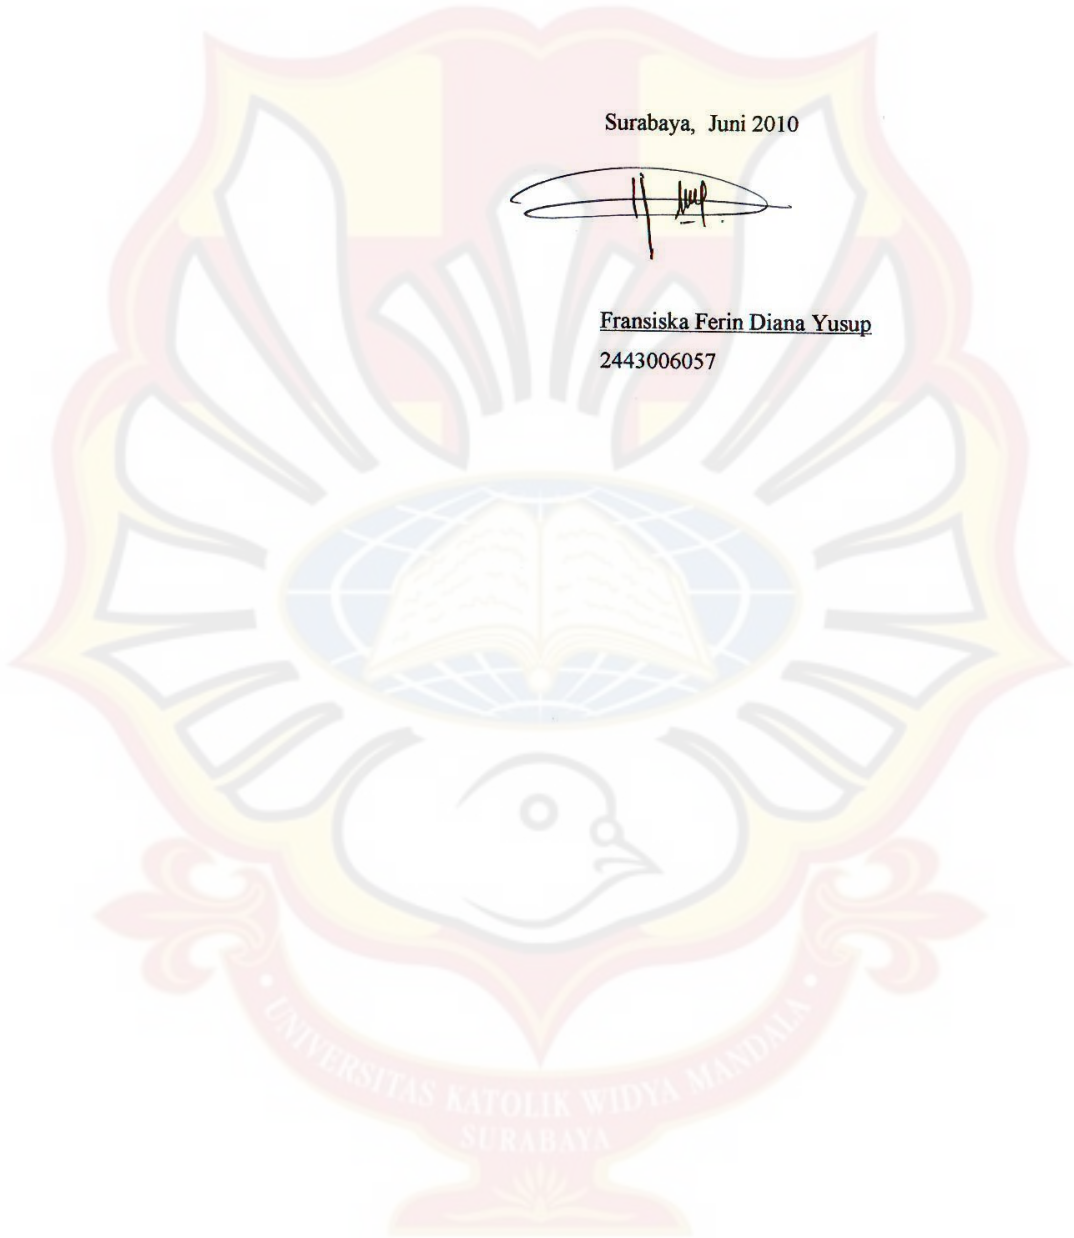 Surabaya, Juni 2010
Fransiska Ferin Diana Yusup
2443006057
UNIVERSITAS KATOLIK WIDYA MANDALA
SURABAYA